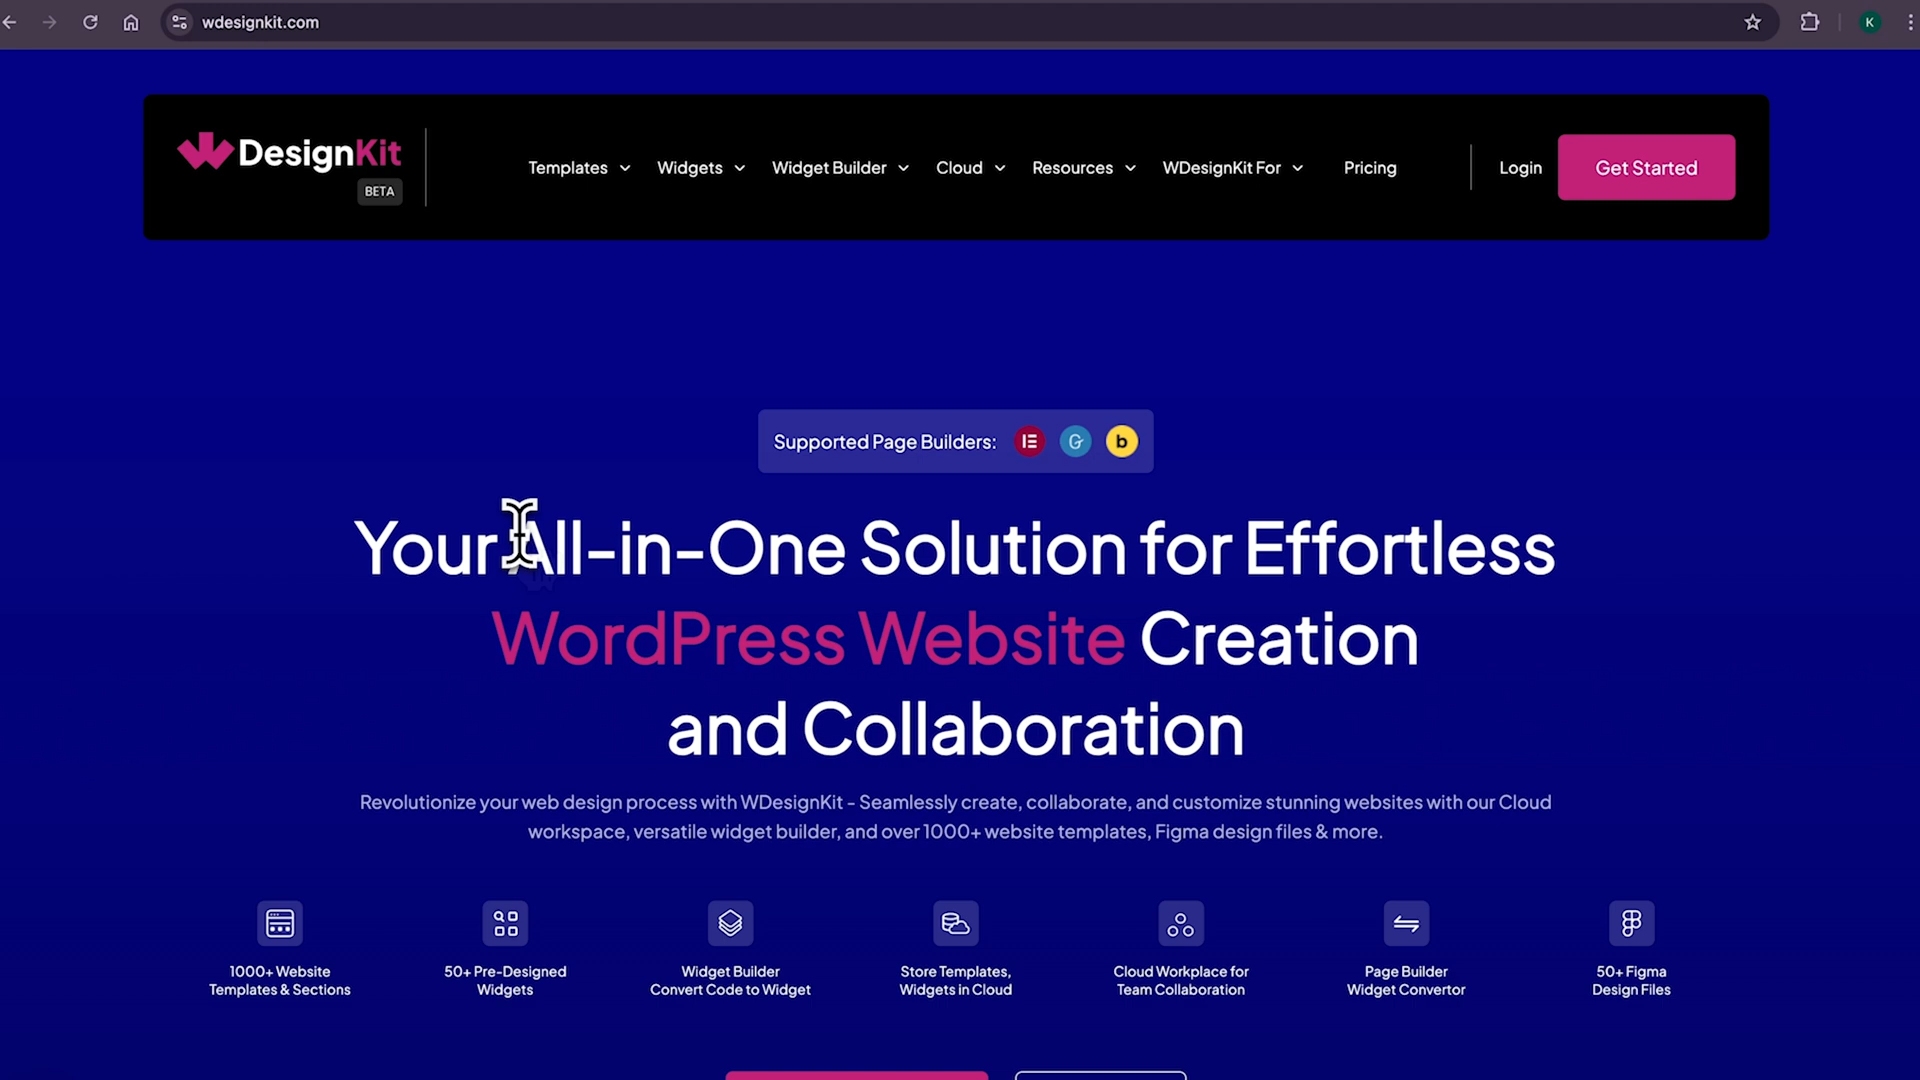 wdesignkit.com
K
DesignKit
BETA
Templates
Widgets
Widget Builder
Cloud
Resources
WDesignKit For
Pricing
Login
Get Started
Supported Page Builders:
b
Your All-in-One Solution for Effortless
WordPress Website Creation
and Collaboration
Revolutionize your web design process with WDesignKit - Seamlessly create, collaborate, and customize stunning websites with our Cloud
workspace, versatile widget builder, and over 1000+ website templates, Figma design files & more.
1000+ Website
Templates & Sections
50+ Pre-Designed
Widgets
Widget Builder
Convert Code to Widget
Store Templates,
Widgets in Cloud
Cloud Workplace for
Team Collaboration
Page Builder
Widget Convertor
50+ Figma
Design Files